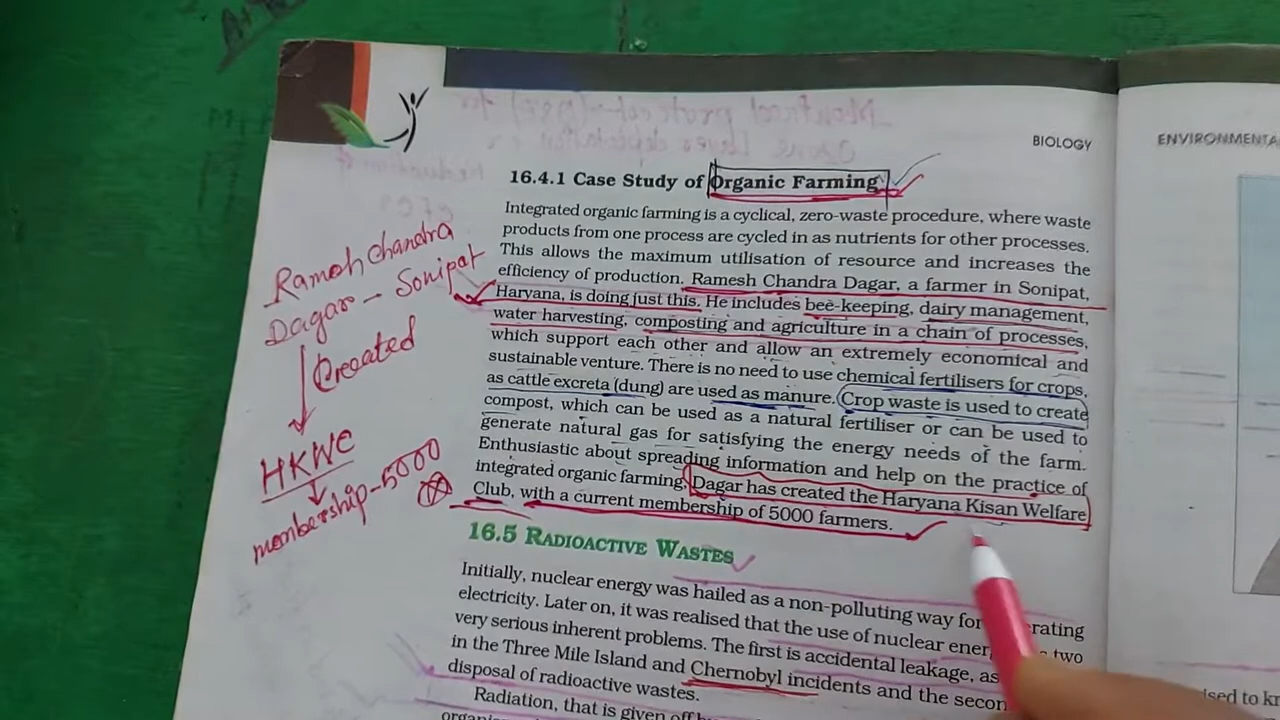 BIOLOGY
ENVIRONMENTA
16.4.1 Case Study of Organic Farming
Integrated organic farming is a cyclical, zero-waste procedure, where waste
products from one process are cycled in as nutrients for other processes.
This allows the maximum utilisation of resource and increases the
efficiency of production. Ramesh Chandra Dagar, a farmer in Sonipat,
Haryana, is doing just this. He includes bee-keeping, dairy management,
water harvesting, composting and agriculture in a chain of processes,
which support each other and allow an extremely economical and
sustainable venture. There is no need to use chemical fertilisers for crops,
as cattle excreta (dung) are used as manure. Crop waste is used to create
compost, which can be used as a natural fertiliser or can be used to
generate natural gas for satisfying the energy needs of the farm.
Enthusiastic about spreading information and help on the practice of
integrated organic farming, Dagar has created the Haryana Kisan Welfare
Club, with a current membership of 5000 farmers.
Ramesh Chandra
Dagar - Sonipat
Created
HKWC
membership-5000
16.5 RADIOACTIVE WASTES
Initially, nuclear energy was hailed as a non-polluting way for erating
electricity. Later on, it was realised that the use of nuclear ener two
very serious inherent problems. The first is accidental leakage, as
in the Three Mile Island and Chernobyl incidents and the secon
disposal of radioactive wastes.
Radiation, that is given off